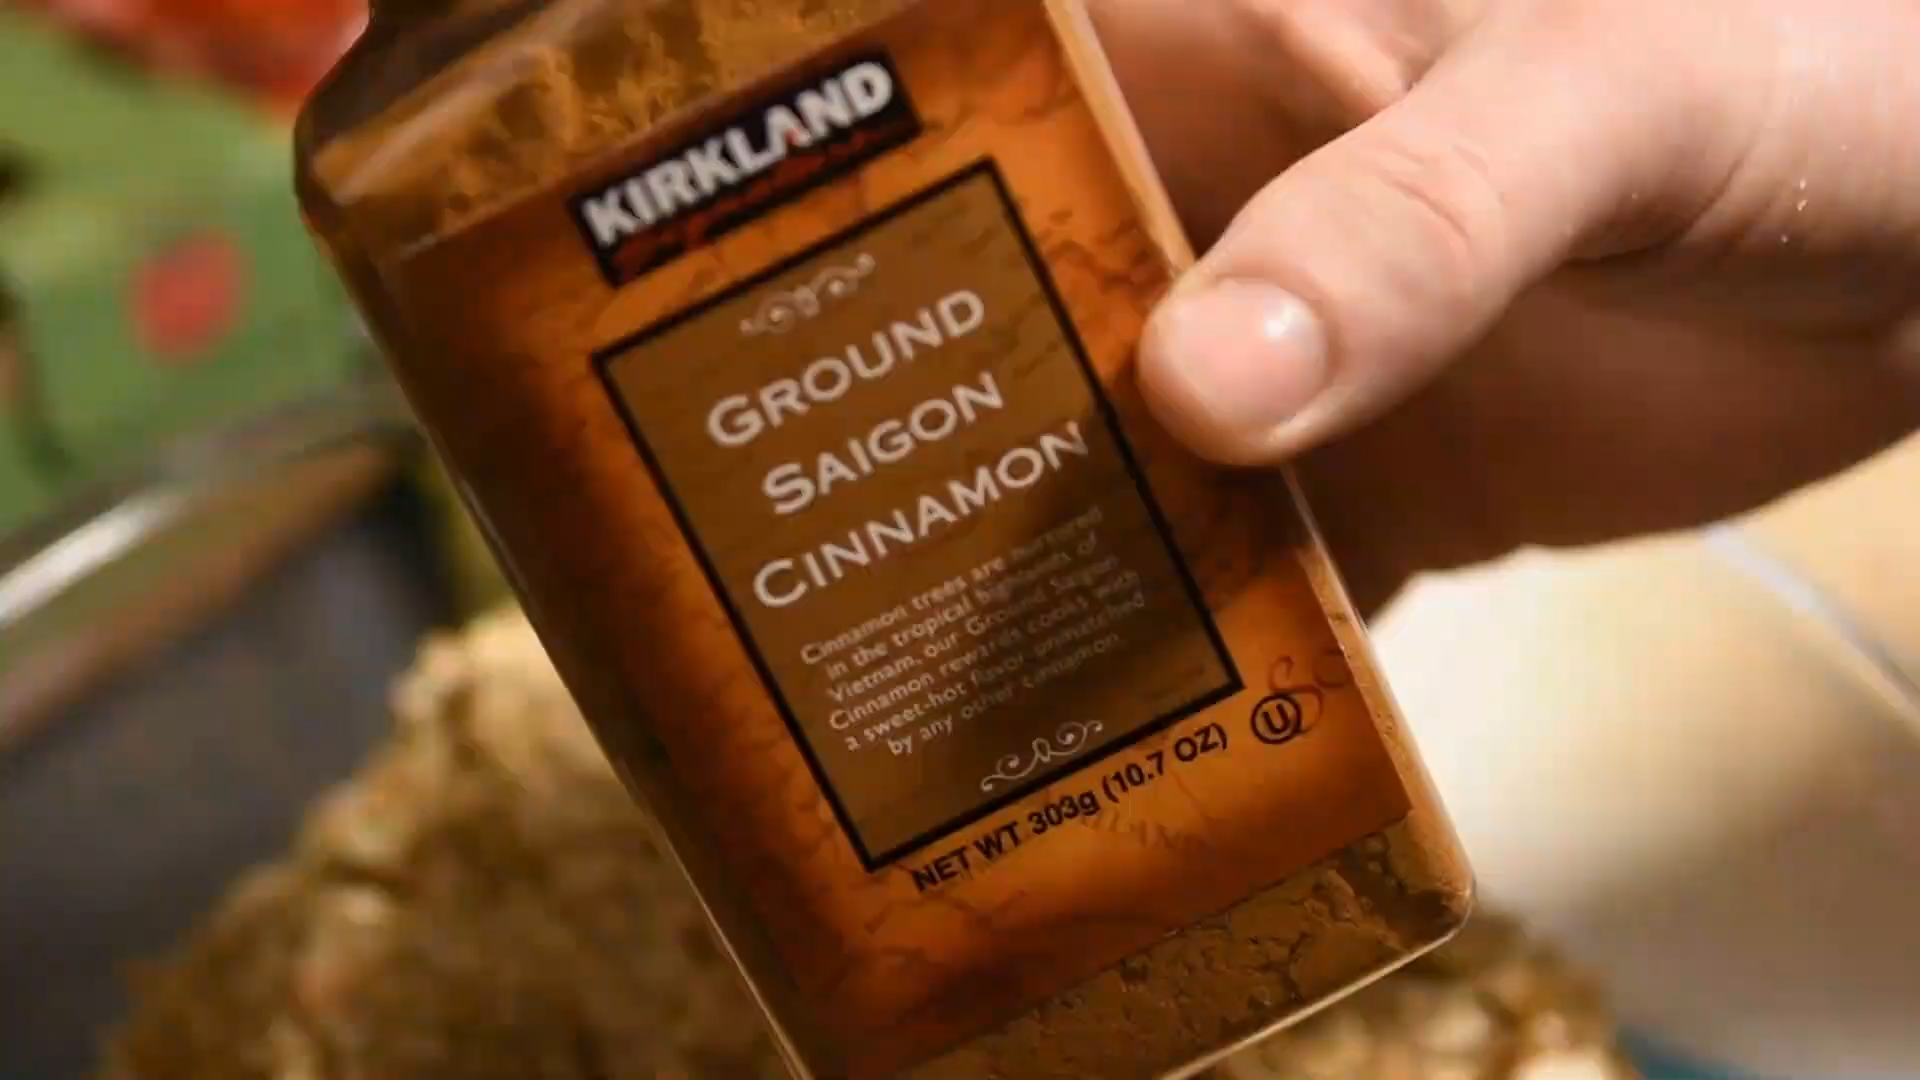 KIRKLAND
GROUND
SAIGON
CINNAMON
Cinnamon trees are nurtured
in the tropical highlands of
Vietnam, our Ground Saigon
Cinnamon rewards cooks with
a sweet-hot flavor unmatched
by any other cinnamon.
NET WT 303g (10.7 OZ) U